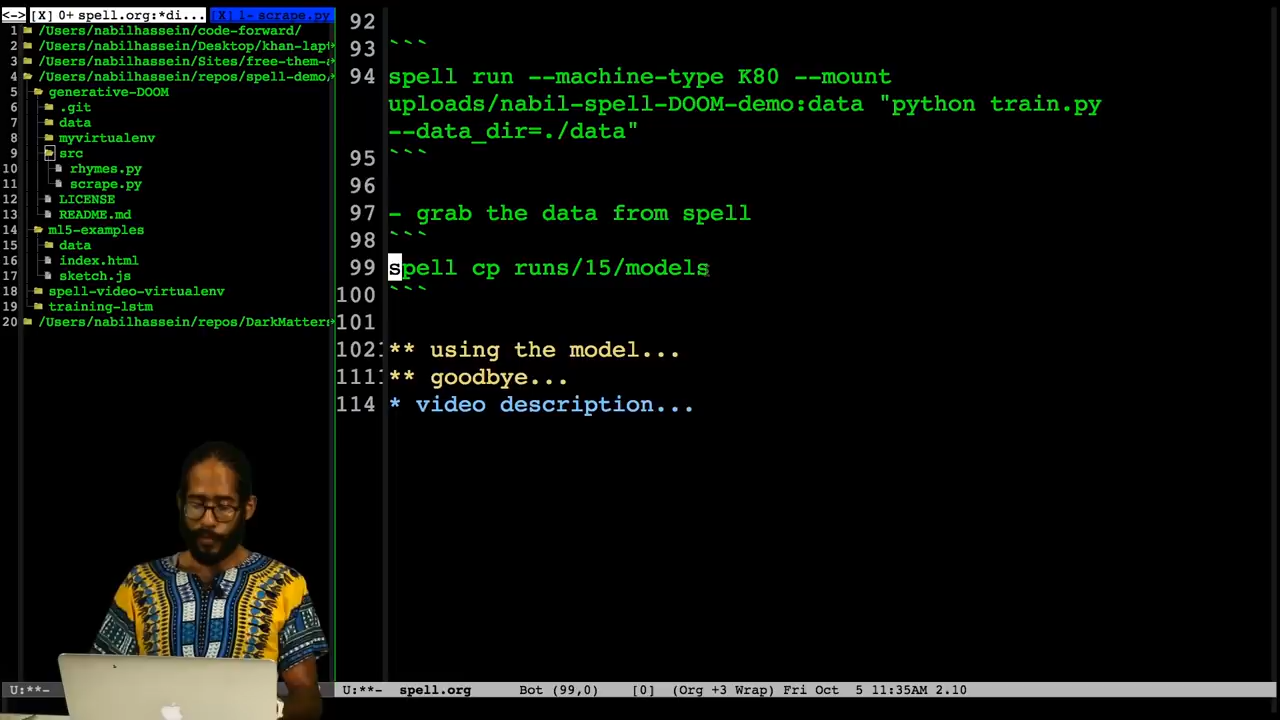 <-> [X] 0+ spell.org:*di... [X] 1- scrape.py
1 /Users/nabilhassein/code-forward/
2 /Users/nabilhassein/Desktop/khan-lapt
3 /Users/nabilhassein/Sites/free-them-a
4 /Users/nabilhassein/repos/spell-demo/
5 generative-DOOM
6 .git
7 data
8 myvirtualenv
9 src
10 rhymes.py
11 scrape.py
12 LICENSE
13 README.md
14 ml5-examples
15 data
16 index.html
17 sketch.js
18 spell-video-virtualenv
19 training-lstm
20 /Users/nabilhassein/repos/DarkMatters
92
93 ```
94 spell run --machine-type K80 --mount
uploads/nabil-spell-DOOM-demo:data "python train.py
--data_dir=./data"
95 ```
96
97 - grab the data from spell
98 ```
99 spell cp runs/15/models
100 ```
101
102 ** using the model...
111 ** goodbye...
114 * video description...
U:**-
U:**- spell.org Bot (99,0) [0] (Org +3 Wrap) Fri Oct 5 11:35AM 2.10